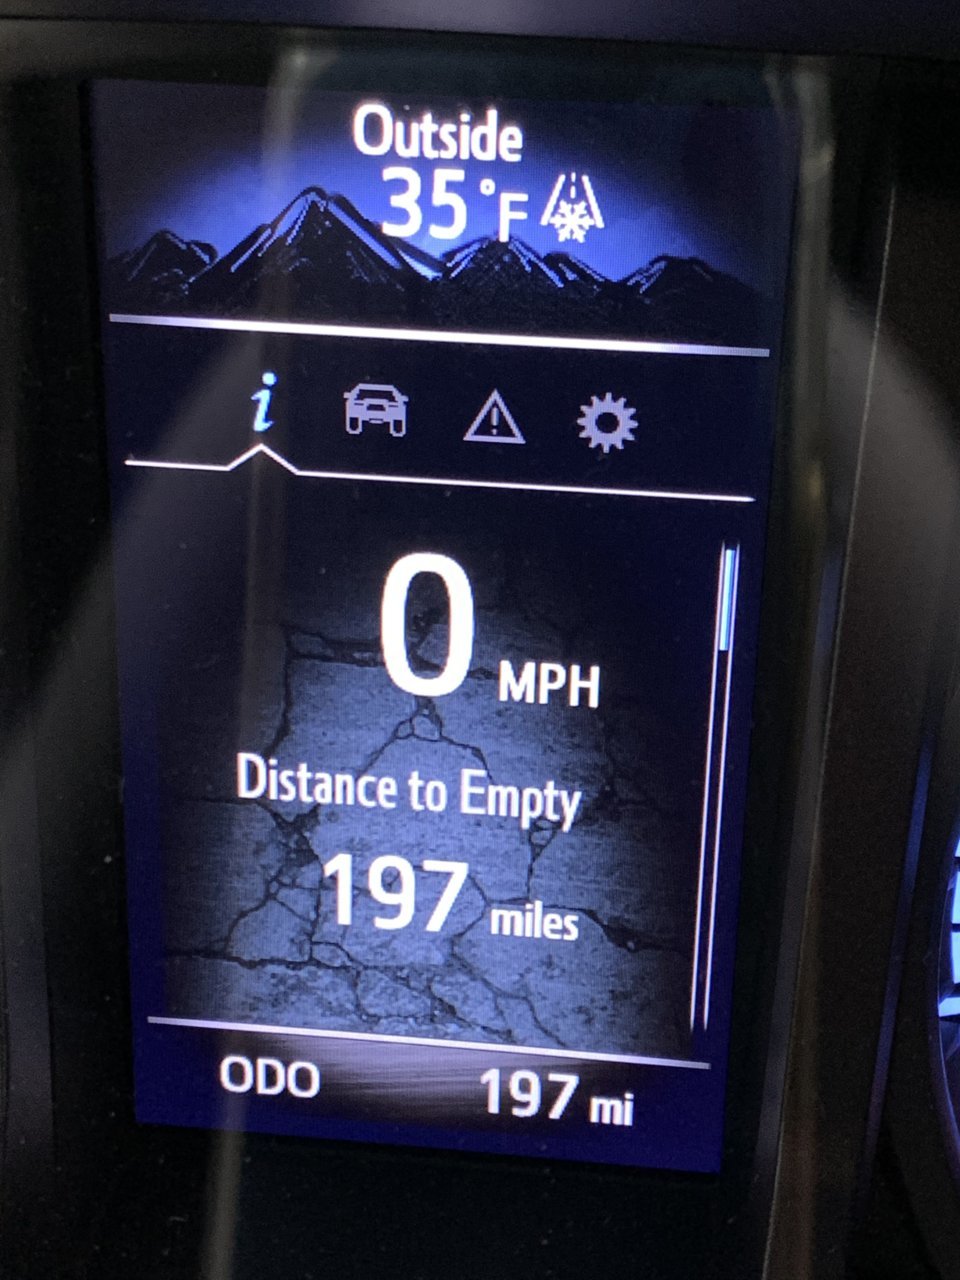 Outside
35°F
i
0 MPH
Distance to Empty
197 miles
ODO 197 mi